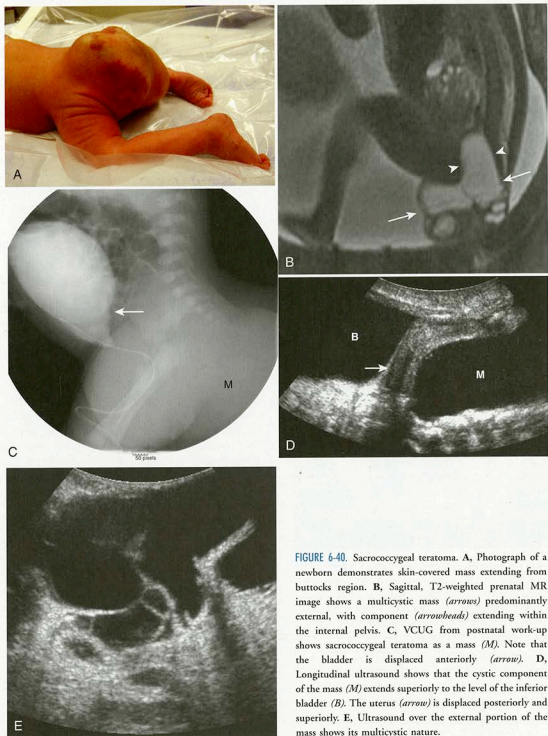 A
B
C
M
50 pixels
B
M
D
E
FIGURE 6-40. Sacrococcygeal teratoma. A, Photograph of a
newborn demonstrates skin-covered mass extending from
buttocks region. B, Sagittal, T2-weighted prenatal MR
image shows a multicystic mass (arrows) predominantly
external, with component (arrowheads) extending within
the internal pelvis. C, VCUG from postnatal work-up
shows sacrococcygeal teratoma as a mass (M). Note that
the bladder is displaced anteriorly (arrow). D,
Longitudinal ultrasound shows that the cystic component
of the mass (M) extends superiorly to the level of the inferior
bladder (B). The uterus (arrow) is displaced posteriorly and
superiorly. E, Ultrasound over the external portion of the
mass shows its multicystic nature.